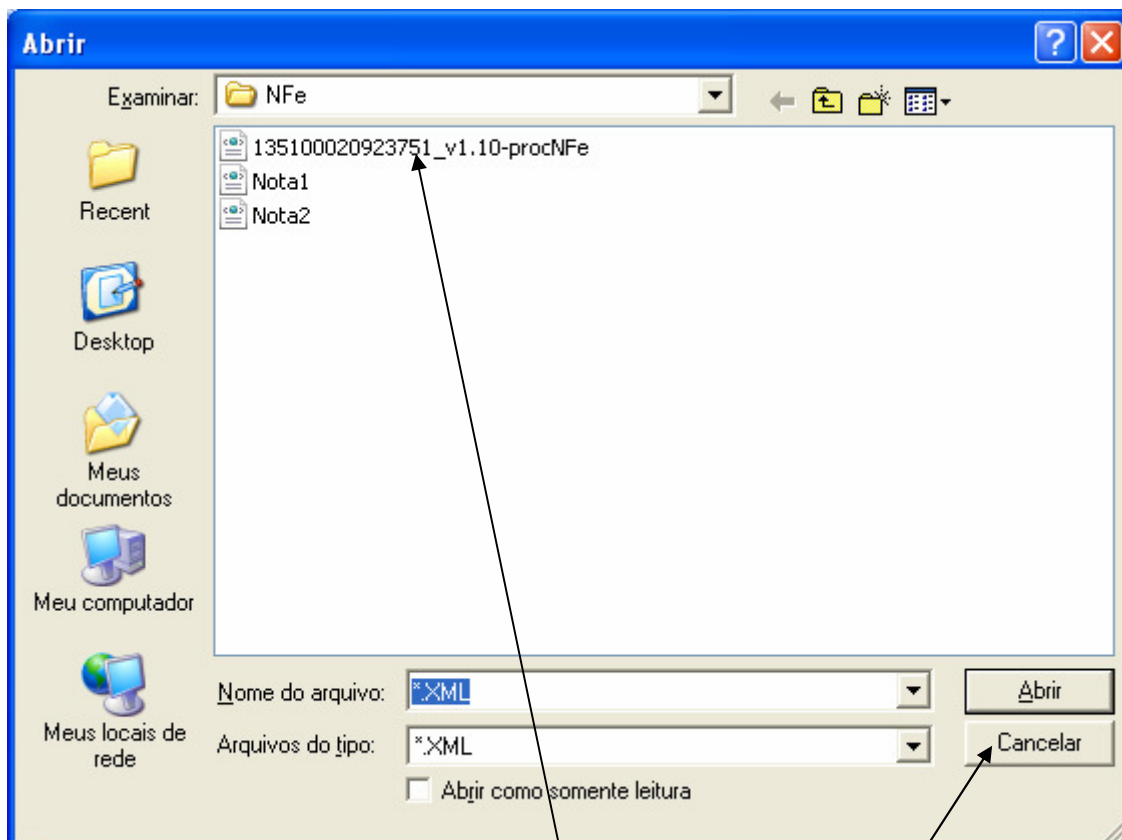 Abrir
Examinar: NFe
135100020923751_v1.10-procNFe
Nota1
Nota2
Recent
Desktop
Meus
documentos
Meu computador
Meus locais de
rede
Nome do arquivo: *.XML Abrir
Arquivos do tipo: *.XML Cancelar
Abrir como somente leitura